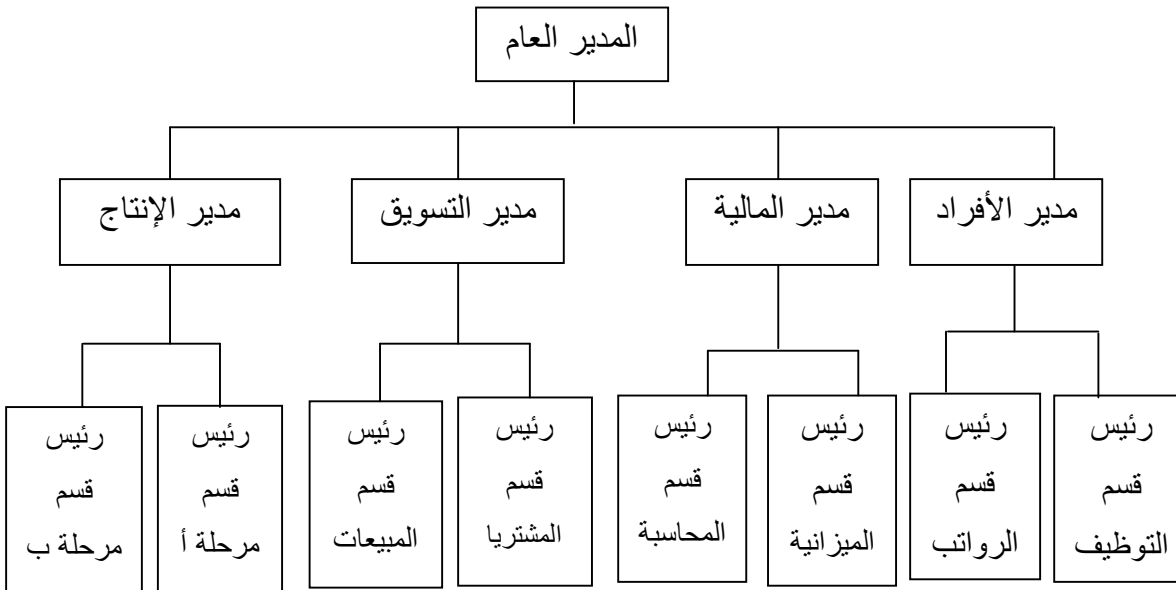 المدير العام
مدير الأفراد
مدير المالية
مدير التسويق
مدير الإنتاج
رئيس
قسم
التوظيف
رئيس
قسم
الرواتب
رئيس
قسم
الميزانية
رئيس
قسم
المحاسبة
رئيس
قسم
المشتريا
رئيس
قسم
المبيعات
رئيس
قسم
مرحلة أ
رئيس
قسم
مرحلة ب